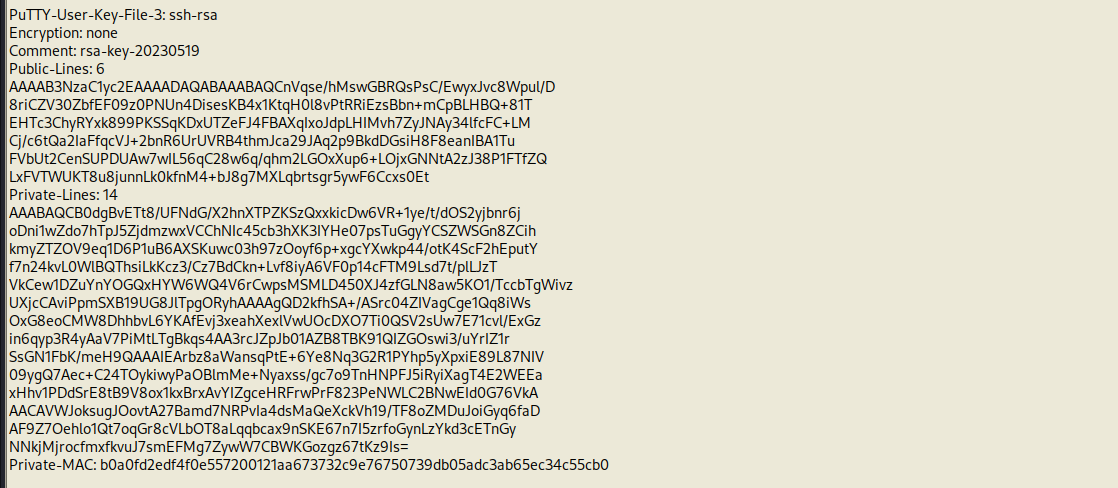 PuTTY-User-Key-File-3: ssh-rsa
Encryption: none
Comment: rsa-key-20230519
Public-Lines: 6
AAAAB3NzaC1yc2EAAAADAQABAAABAQCnVqse/hMswGBRQsPsC/EwyxJvc8Wpul/D
8riCZV30ZbfEF09z0PNUn4DisesKB4x1KtqH0l8vPtRRiEzsBbn+mCpBLHBQ+81T
EHTc3ChyRYxk899PKSSqKDxUTZeFJ4FBAXqIxoJdpLHIMvh7ZyJNAy34lfcFC+LM
Cj/c6tQa2IaFfqcVJ+2bnR6UrUVRB4thmJca29JAq2p9BkdDGsiH8F8eanIBA1Tu
FVbUt2CenSUPDUAw7wIL56qC28w6q/qhm2LGOxXup6+LOjxGNNtA2zJ38P1FTfZQ
LxFVTWUKT8u8junnLk0kfnM4+bJ8g7MXLqbrtsgr5ywF6Ccxs0Et
Private-Lines: 14
AAABAQCB0dgBvETt8/UFNdG/X2hnXTPZKSzQxxkicDw6VR+1ye/t/dOS2yjbnr6j
oDni1wZdo7hTpJ5ZjdmzwxVCChNIc45cb3hXK3IYHe07psTuGgyYCSZWSGn8ZCih
kmyZTZOV9eq1D6P1uB6AXSKuwc03h97zOoyf6p+xgcYXwkp44/otK4ScF2hEputY
f7n24kvL0WlBQThsiLkKcz3/Cz7BdCkn+Lvf8iyA6VF0p14cFTM9Lsd7t/plLJzT
VkCew1DZuYnYOGQxHYW6WQ4V6rCwpsMSMLD450XJ4zfGLN8aw5KO1/TccbTgWivz
UXjcCAviPpmSXB19UG8JlTpgORyhAAAAgQD2kfhSA+/ASrc04ZIVagCge1Qq8iWs
OxG8eoCMW8DhhbvL6YKAfEvj3xeahXexlVwUOcDXO7Ti0QSV2sUw7E71cvl/ExGz
in6qyp3R4yAaV7PiMtLTgBkqs4AA3rcJZpJb01AZB8TBK91QIZGOswi3/uYrIZ1r
SsGN1FbK/meH9QAAAIEArbz8aWansqPtE+6Ye8Nq3G2R1PYhp5yXpxiE89L87NIV
09ygQ7Aec+C24TOykiwyPaOBlmMe+Nyaxss/gc7o9TnHNPFJ5iRyiXagT4E2WEEa
xHhv1PDdSrE8tB9V8ox1kxBrxAvYIZgceHRFrwPrF823PeNWLC2BNwEId0G76VkA
AACAVWJoksugJOovtA27Bamd7NRPvIa4dsMaQeXckVh19/TF8oZMDuJoiGyq6faD
AF9Z7Oehlo1Qt7oqGr8cVLbOT8aLqqbcax9nSKE67n7I5zrfoGynLzYkd3cETnGy
NNkjMjrocfmxfkvuJ7smEFMg7ZywW7CBWKGozgz67tKz9Is=
Private-MAC: b0a0fd2edf4f0e557200121aa673732c9e76750739db05adc3ab65ec34c55cb0